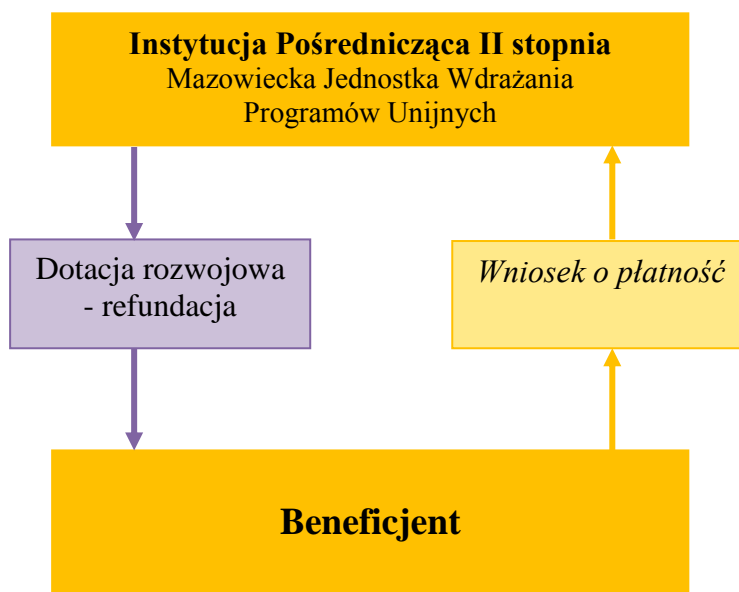 Instytucja Pośrednicząca II stopnia
Mazowiecka Jednostka Wdrażania
Programów Unijnych
Dotacja rozwojowa
- refundacja
Wniosek o płatność
Beneficjent